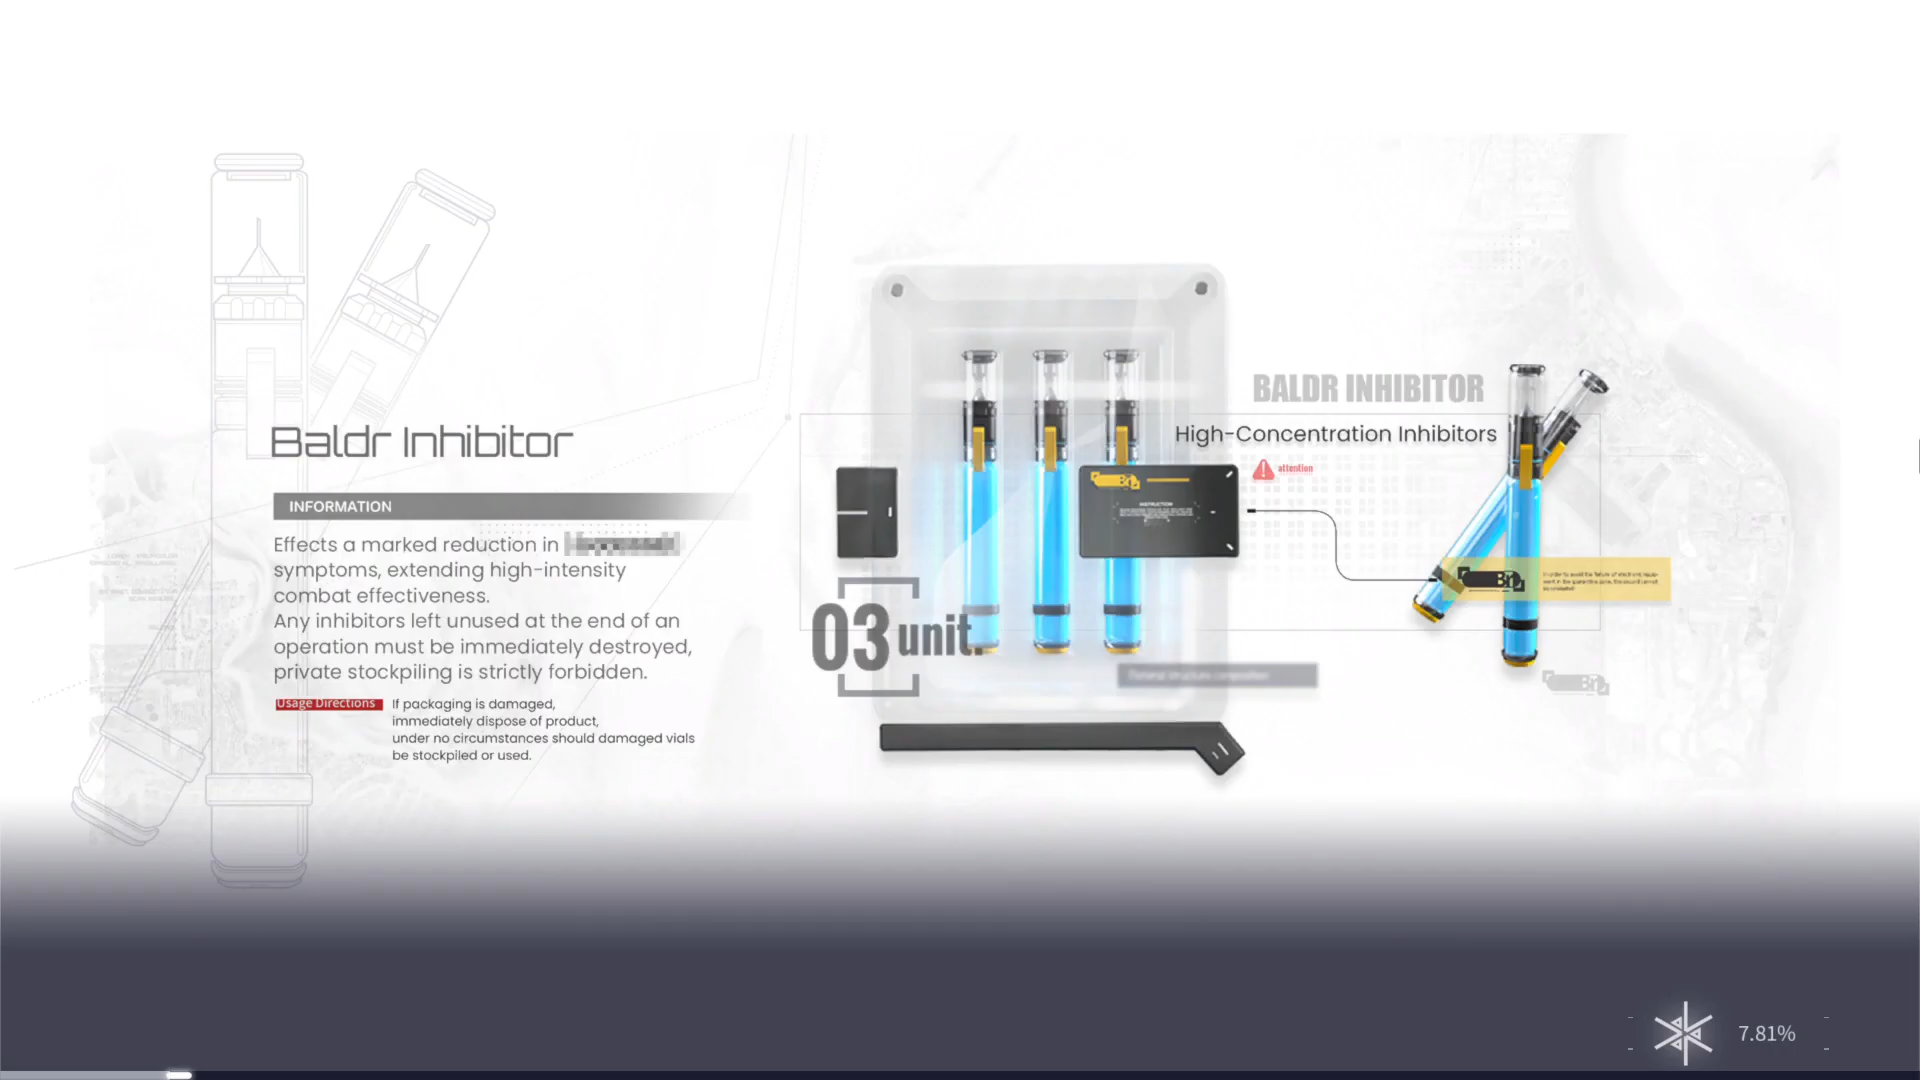 Baldr Inhibitor
INFORMATION
Effects a marked reduction in
symptoms, extending high-intensity
combat effectiveness.
Any inhibitors left unused at the end of an
operation must be immediately destroyed,
private stockpiling is strictly forbidden.
Usage Directions
If packaging is damaged,
immediately dispose of product,
under no circumstances should damaged vials
be stockpiled or used.
BALDR INHIBITOR
High-Concentration Inhibitors
attention
INSTRUCTION
03 unit.
7.81%